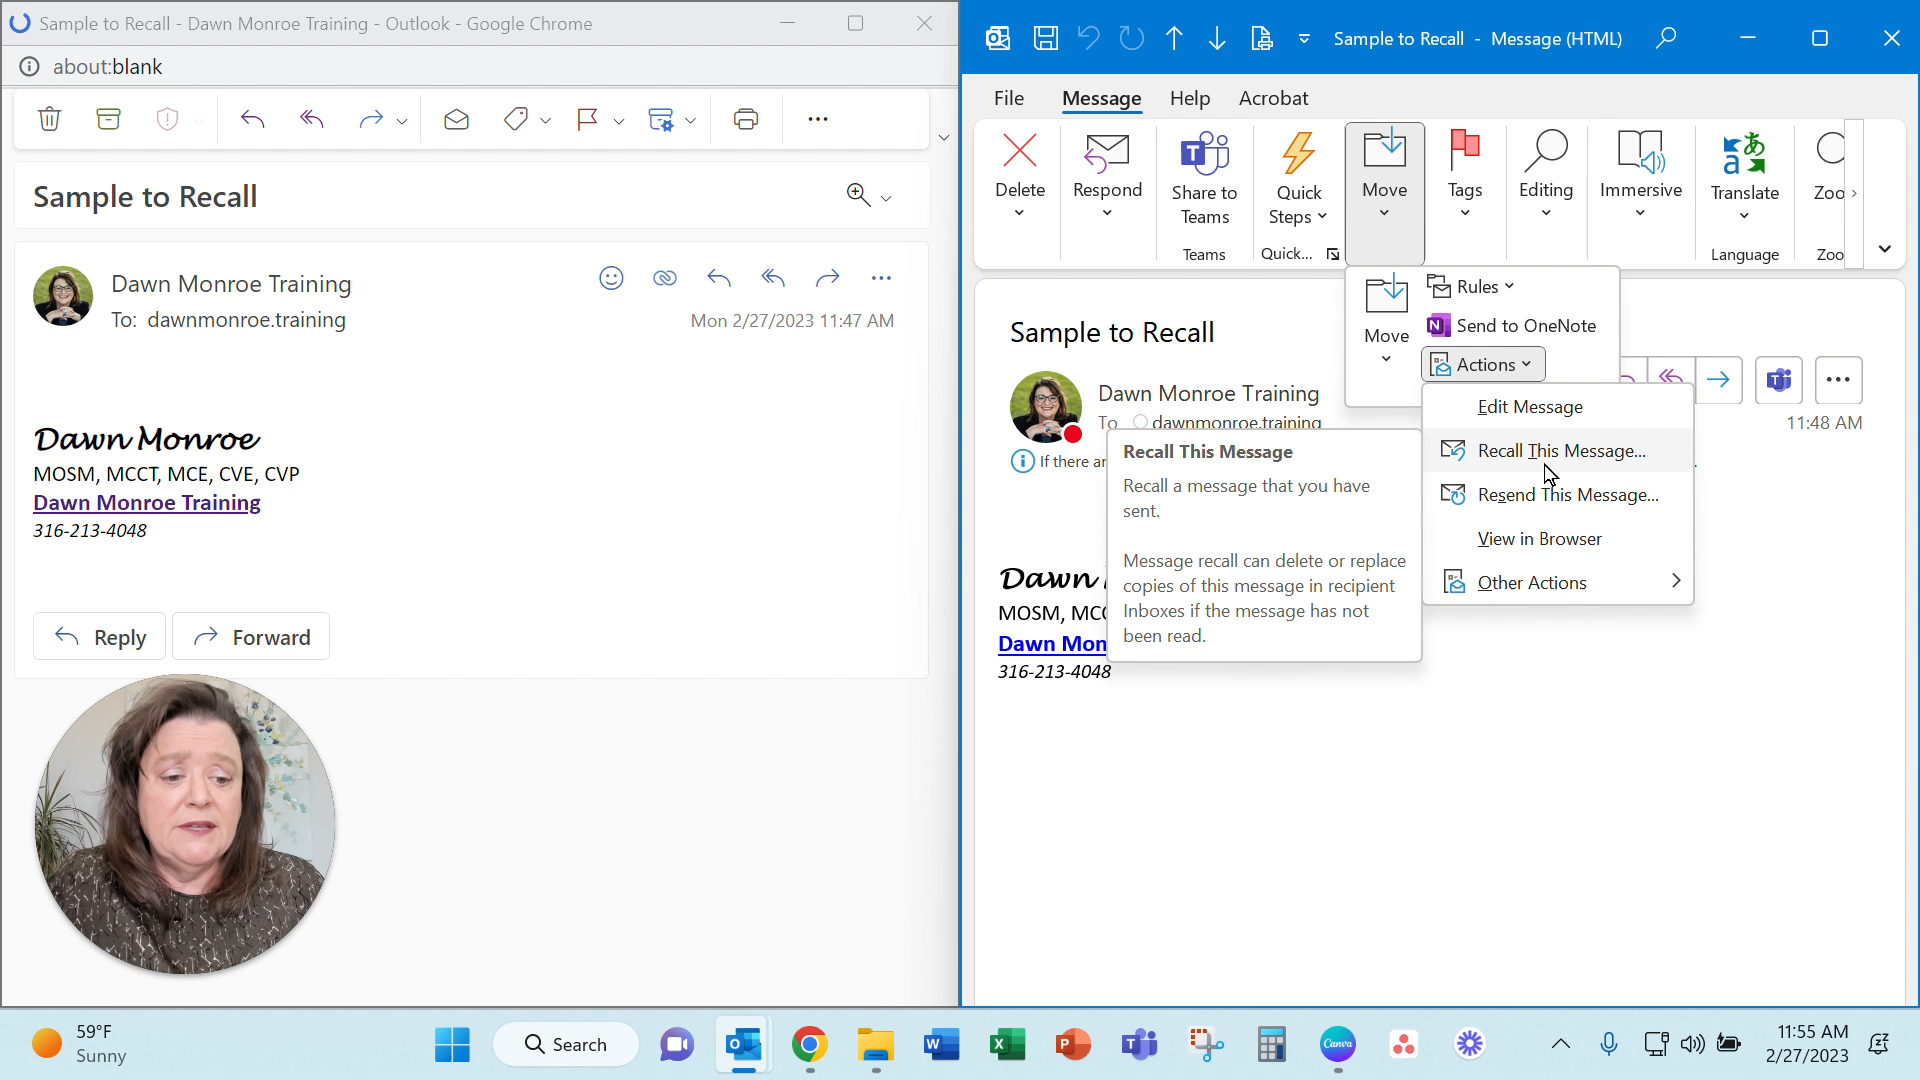 Sample to Recall - Dawn Monroe Training - Outlook - Google Chrome
about:blank
Sample to Recall
Dawn Monroe Training
To: dawnmonroe.training
Mon 2/27/2023 11:47 AM
Dawn Monroe
MOSM, MCCT, MCE, CVE, CVP
Dawn Monroe Training
316-213-4048
Reply
Forward
Sample to Recall - Message (HTML)
File Message Help Acrobat
Delete
Respond
Share to
Teams
Teams
Quick
Steps
Quick...
Move
Tags
Editing
Immersive
Translate
Language
Zoo
Zoo
Move
Rules
Send to OneNote
Actions
Edit Message
Recall This Message...
Resend This Message...
View in Browser
Other Actions
Sample to Recall
Dawn Monroe Training
To dawnmonroe.training
11:48 AM
If there ar
Recall This Message
Recall a message that you have
sent.
Message recall can delete or replace
copies of this message in recipient
Inboxes if the message has not
been read.
Dawn
MOSM, MCC
Dawn Mon
316-213-4048
59°F
Sunny
Search
Canva
11:55 AM
2/27/2023